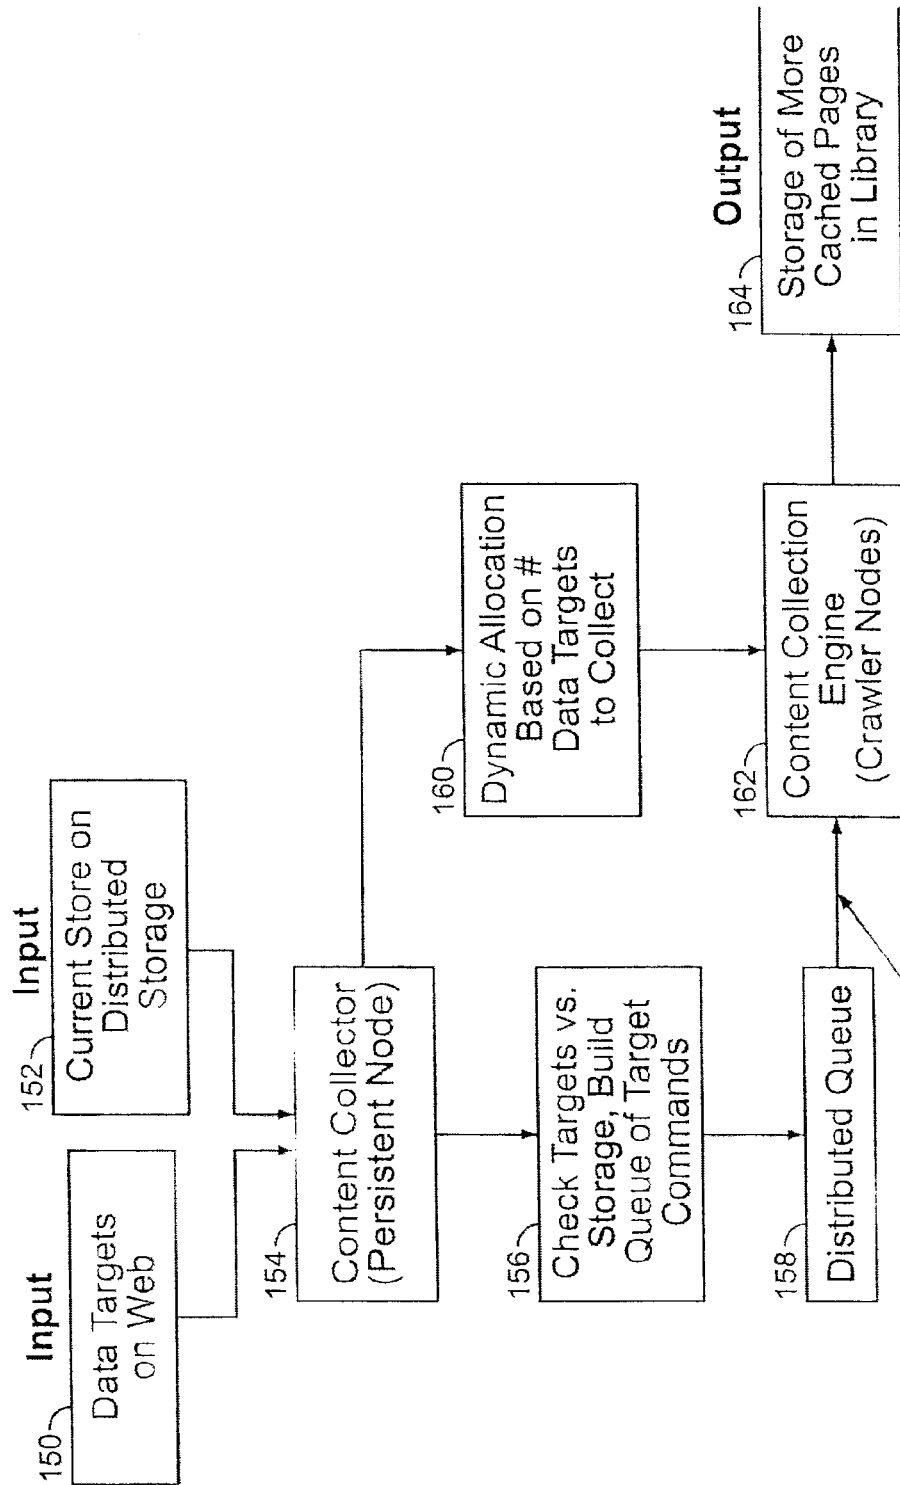 Input
150
Data Targets
on Web
Input
152
Current Store on
Distributed
Storage
154
Content Collector
(Persistent Node)
156
Check Targets vs.
Storage, Build
Queue of Target
Commands
158
Distributed Queue
160
Dynamic Allocation
Based on #
Data Targets
to Collect
162
Content Collection
Engine
(Crawler Nodes)
Output
164
Storage of More
Cached Pages
in Library